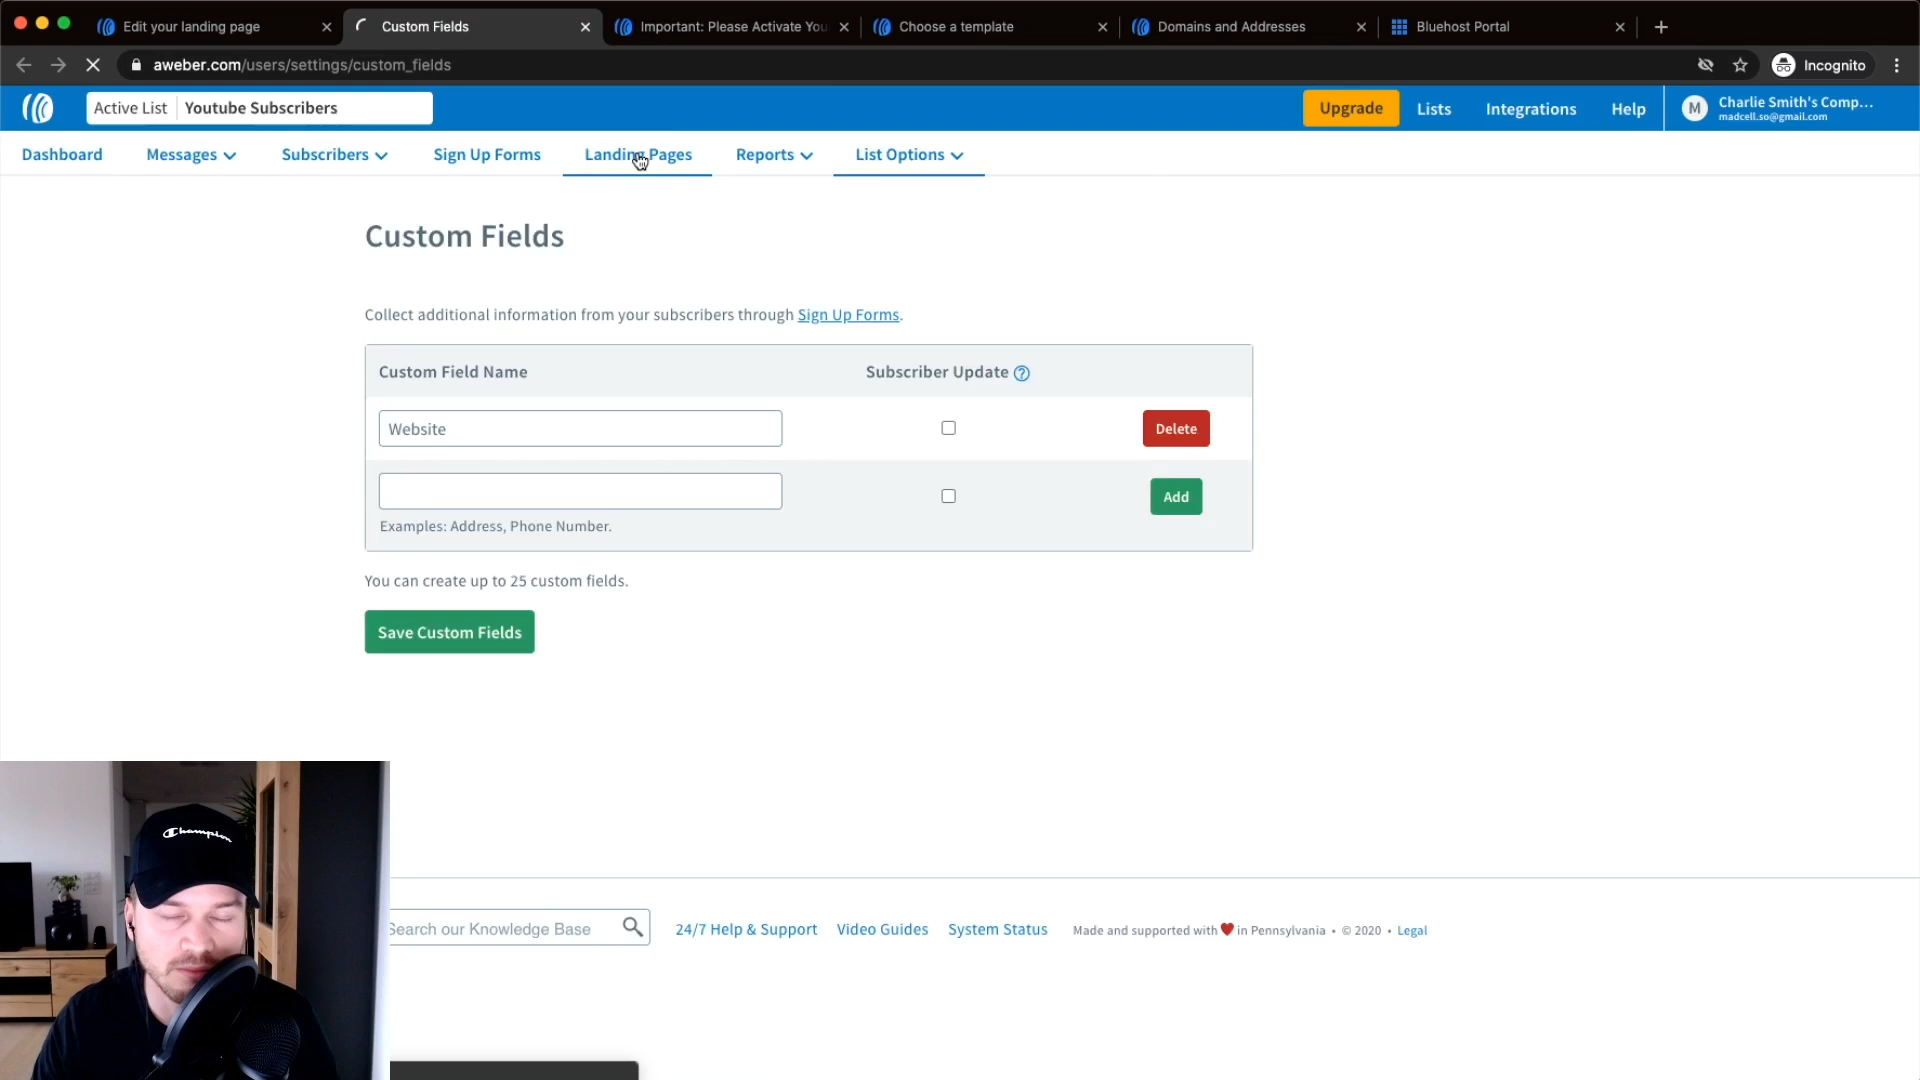 Edit your landing page
Custom Fields
Important: Please Activate You
Choose a template
Domains and Addresses
Bluehost Portal
aweber.com/users/settings/custom_fields
Incognito
Active List
Youtube Subscribers
Upgrade
Lists
Integrations
Help
M
Charlie Smith's Comp...
madcell.so@gmail.com
Dashboard
Messages
Subscribers
Sign Up Forms
Landing Pages
Reports
List Options
Custom Fields
Collect additional information from your subscribers through Sign Up Forms.
Custom Field Name
Subscriber Update ?
Website
Delete
Add
Examples: Address, Phone Number.
You can create up to 25 custom fields.
Save Custom Fields
Champion
Search our Knowledge Base
24/7 Help & Support
Video Guides
System Status
Made and supported with ❤ in Pennsylvania • © 2020 • Legal